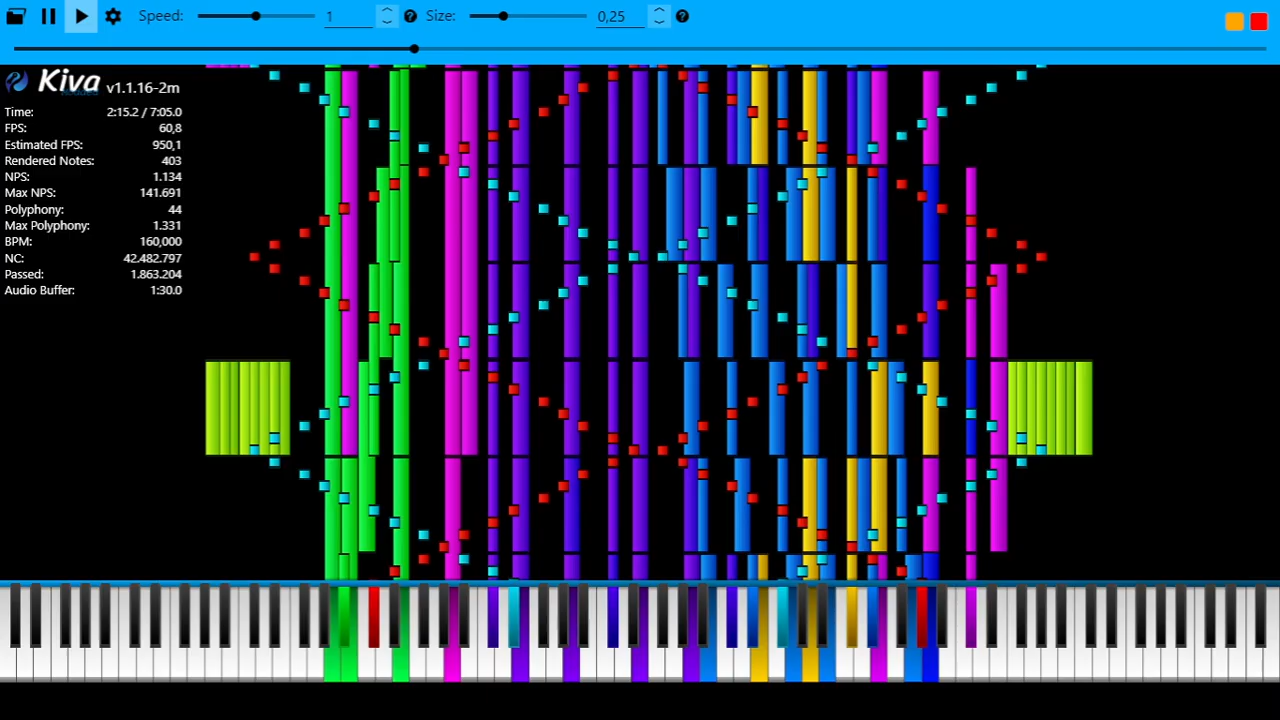 Speed: 1 Size: 0,25
Kiva v1.1.16-2m
Time: 2:15.2 / 7:05.0
FPS: 60,8
Estimated FPS: 950,1
Rendered Notes: 403
NPS: 1.134
Max NPS: 141.691
Polyphony: 44
Max Polyphony: 1.331
BPM: 160,000
NC: 42.482.797
Passed: 1.863.204
Audio Buffer: 1:30.0